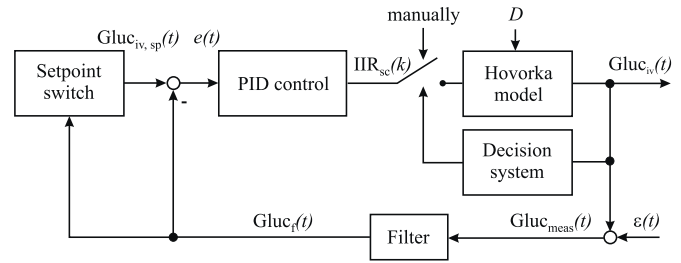 manually
D
Gluc_iv, sp(t) e(t)
IIR_sc(k)
Gluc_iv(t)
Setpoint
switch
PID control
Hovorka
model
-
Decision
system
Gluc_f(t)
Gluc_meas(t)
ε(t)
Filter